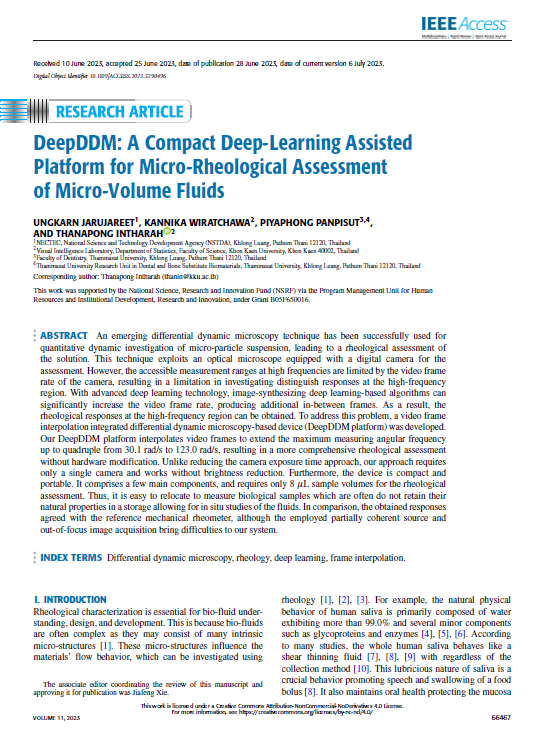 IEEE Access
Multidisciplinary | Rapid Review | Open Access Journal
Received 10 June 2023, accepted 25 June 2023, date of publication 28 June 2023, date of current version 6 July 2023.
Digital Object Identifier 10.1109/ACCESS.2023.3290496
RESEARCH ARTICLE
DeepDDM: A Compact Deep-Learning Assisted
Platform for Micro-Rheological Assessment
of Micro-Volume Fluids
UNGKARN JARUJAREET1, KANNIKA WIRATCHAWA2, PIYAPHONG PANPISUT3,4,
AND THANAPONG INTHARAH 2
1NECTEC, National Science and Technology Development Agency (NSTDA), Khlong Luang, Pathum Thani 12120, Thailand
2Visual Intelligence Laboratory, Department of Statistics, Faculty of Science, Khon Kaen University, Khon Kaen 40002, Thailand
3Faculty of Dentistry, Thammasat University, Khlong Luang, Pathum Thani 12120, Thailand
4Thammasat University Research Unit in Dental and Bone Substitute Biomaterials, Thammasat University, Khlong Luang, Pathum Thani 12120, Thailand
Corresponding author: Thanapong Intharah (thanin@kku.ac.th)
This work was supported by the National Science, Research and Innovation Fund (NSRF) via the Program Management Unit for Human
Resources and Institutional Development, Research and Innovation, under Grant B05F650016.
ABSTRACT An emerging differential dynamic microscopy technique has been successfully used for
quantitative dynamic investigation of micro-particle suspension, leading to a rheological assessment of
the solution. This technique exploits an optical microscope equipped with a digital camera for the
assessment. However, the accessible measurement ranges at high frequencies are limited by the video frame
rate of the camera, resulting in a limitation in investigating distinguish responses at the high-frequency
region. With advanced deep learning technology, image-synthesizing deep learning-based algorithms can
significantly increase the video frame rate, producing additional in-between frames. As a result, the
rheological responses at the high-frequency region can be obtained. To address this problem, a video frame
interpolation integrated differential dynamic microscopy-based device (DeepDDM platform) was developed.
Our DeepDDM platform interpolates video frames to extend the maximum measuring angular frequency
up to quadruple from 30.1 rad/s to 123.0 rad/s, resulting in a more comprehensive rheological assessment
without hardware modification. Unlike reducing the camera exposure time approach, our approach requires
only a single camera and works without brightness reduction. Furthermore, the device is compact and
portable. It comprises a few main components, and requires only 8 μL sample volumes for the rheological
assessment. Thus, it is easy to relocate to measure biological samples which are often do not retain their
natural properties in a storage allowing for in situ studies of the fluids. In comparison, the obtained responses
agreed with the reference mechanical rheometer, although the employed partially coherent source and
out-of-focus image acquisition bring difficulties to our system.
INDEX TERMS Differential dynamic microscopy, rheology, deep learning, frame interpolation.
I. INTRODUCTION
Rheological characterization is essential for bio-fluid under-
standing, design, and development. This is because bio-fluids
are often complex as they may consist of many intrinsic
micro-structures [1]. These micro-structures influence the
materials' flow behavior, which can be investigated using
The associate editor coordinating the review of this manuscript and
approving it for publication was Jiafeng Xie.
rheology [1], [2], [3]. For example, the natural physical
behavior of human saliva is primarily composed of water
exhibiting more than 99.0% and several minor components
such as glycoproteins and enzymes [4], [5], [6]. According
to many studies, the whole human saliva behaves like a
shear thinning fluid [7], [8], [9] with regardless of the
collection method [10]. This lubricious nature of saliva is a
crucial behavior promoting speech and swallowing of a food
bolus [8]. It also maintains oral health protecting the mucosa
This work is licensed under a Creative Commons Attribution-NonCommercial-NoDerivatives 4.0 License.
For more information, see https://creativecommons.org/licenses/by-nc-nd/4.0/
VOLUME 11, 2023
66467